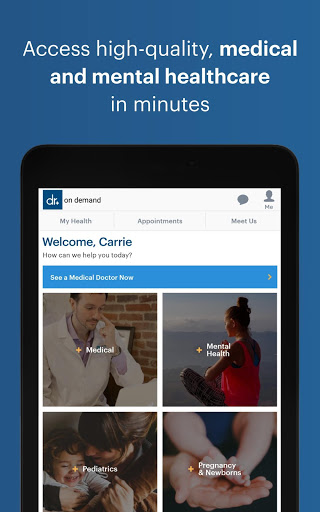 Access high-quality, medical
and mental healthcare
in minutes
dr. on demand
Me
My Health
Appointments
Meet Us
Welcome, Carrie
How can we help you today?
See a Medical Doctor Now
+ Medical
+ Mental
Health
+ Pediatrics
+ Pregnancy
& Newborns